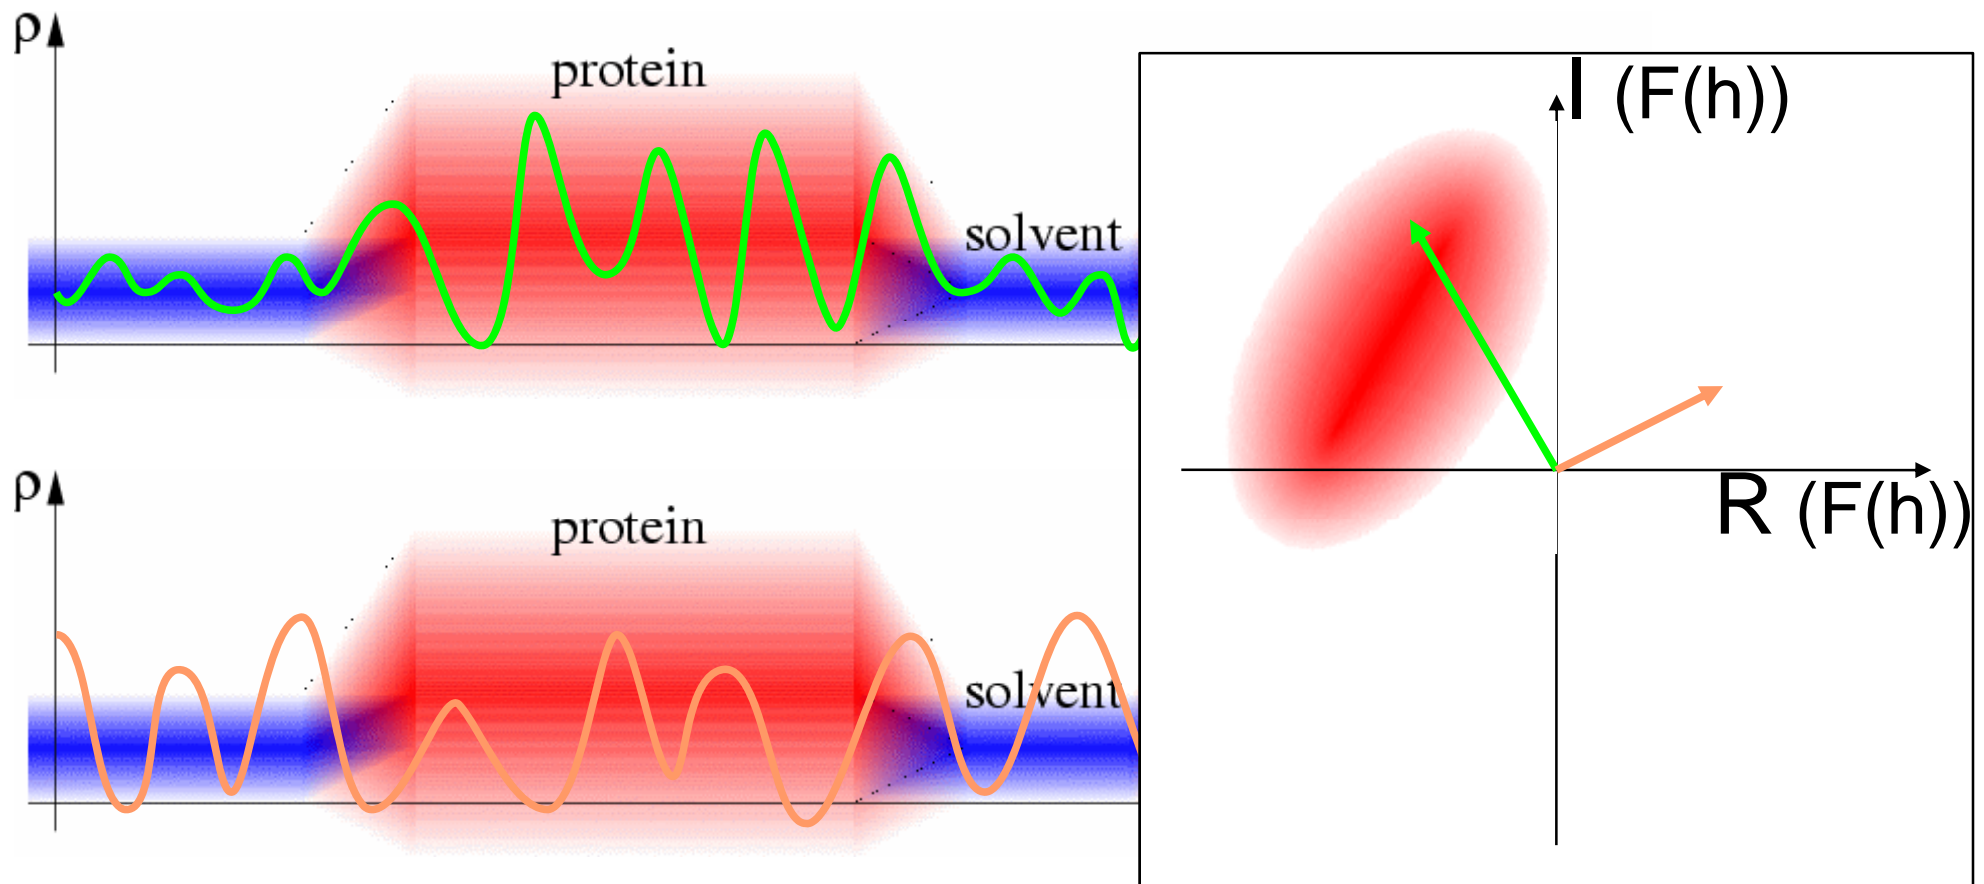 ρ
protein
solvent
I (F(h))
R (F(h))
ρ
protein
solvent